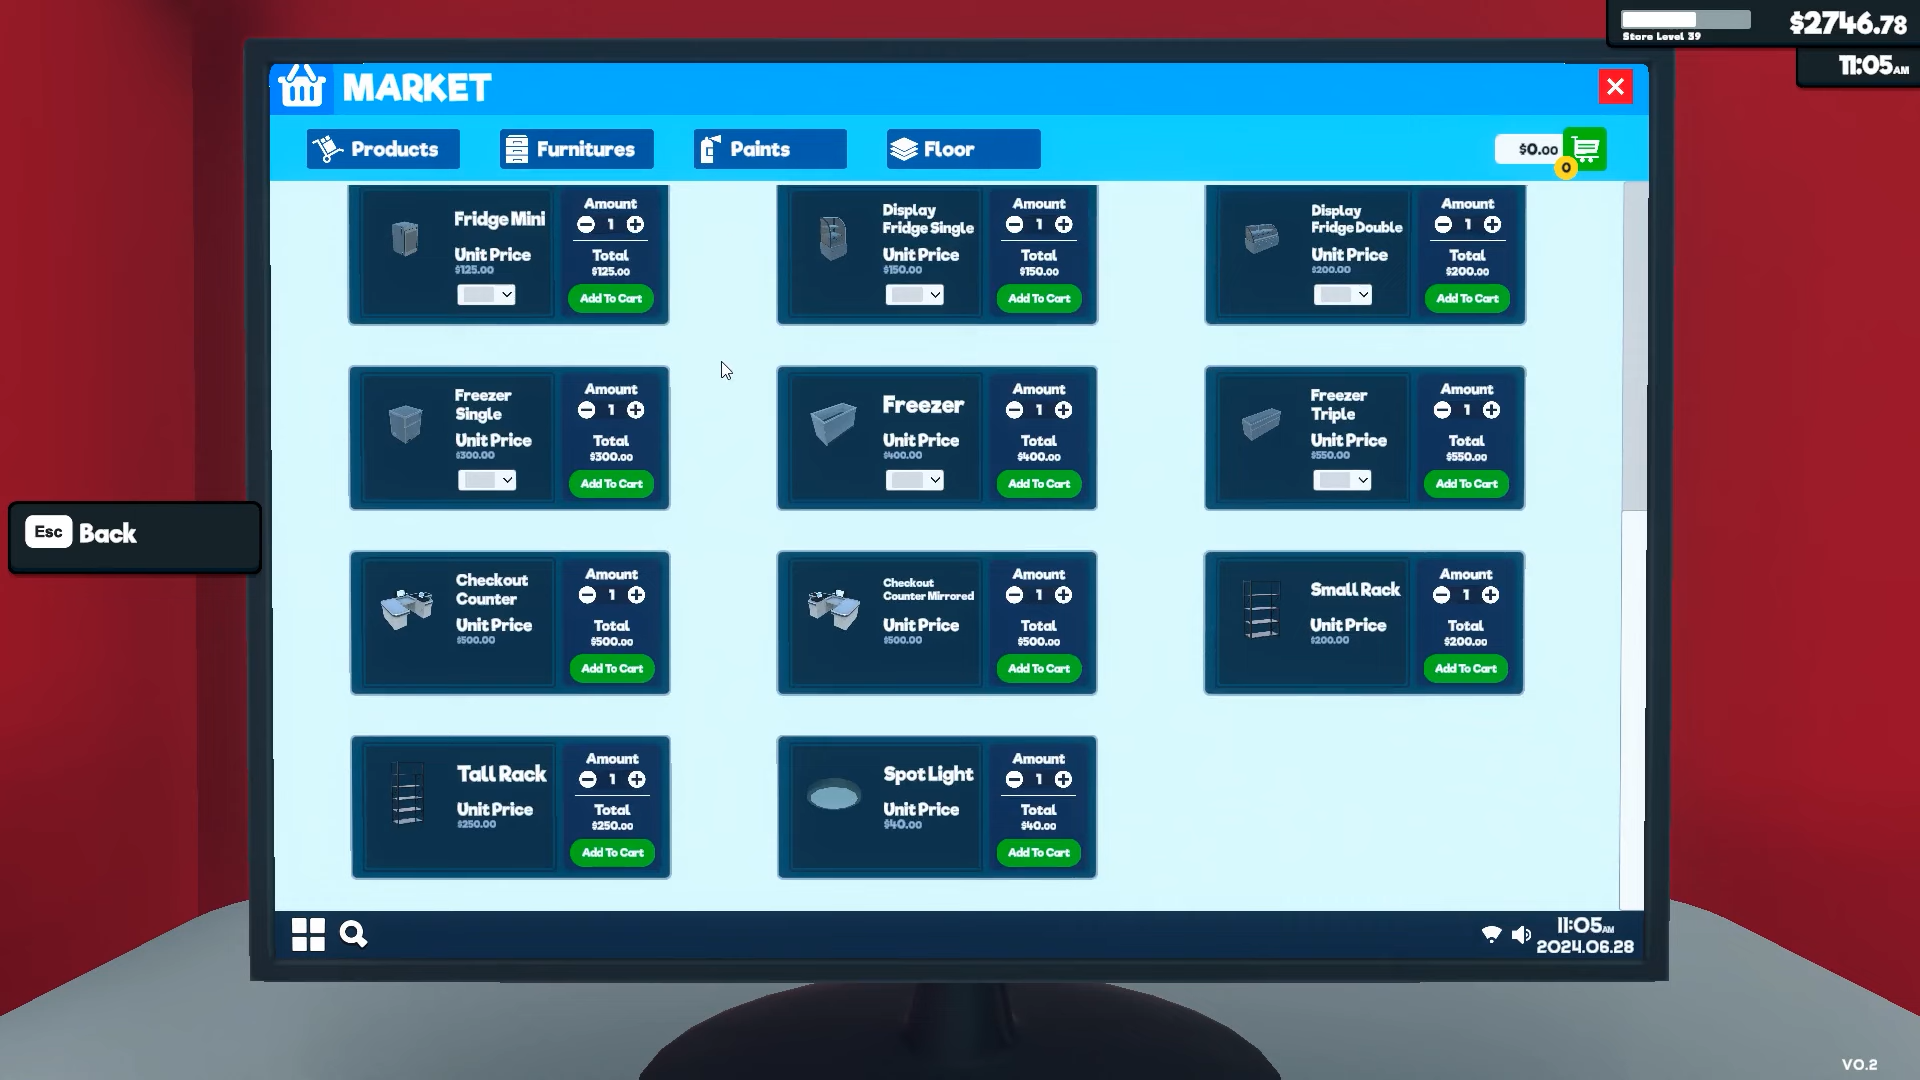 Store Level 39
$2746.78
11:05AM
MARKET
Products
Furnitures
Paints
Floor
$0.00
0
Fridge Mini
Unit Price
$125.00
Amount
1
Total
$125.00
Add To Cart
Display
Fridge Single
Unit Price
$150.00
Amount
1
Total
$150.00
Add To Cart
Display
Fridge Double
Unit Price
$200.00
Amount
1
Total
$200.00
Add To Cart
Freezer
Single
Unit Price
$300.00
Amount
1
Total
$300.00
Add To Cart
Freezer
Unit Price
$400.00
Amount
1
Total
$400.00
Add To Cart
Freezer
Triple
Unit Price
$550.00
Amount
1
Total
$550.00
Add To Cart
Esc Back
Checkout
Counter
Unit Price
$500.00
Amount
1
Total
$500.00
Add To Cart
Checkout
Counter Mirrored
Unit Price
$500.00
Amount
1
Total
$500.00
Add To Cart
Small Rack
Unit Price
$200.00
Amount
1
Total
$200.00
Add To Cart
Tall Rack
Unit Price
$250.00
Amount
1
Total
$250.00
Add To Cart
Spot Light
Unit Price
$40.00
Amount
1
Total
$40.00
Add To Cart
11:05AM
2024.06.28
V0.2